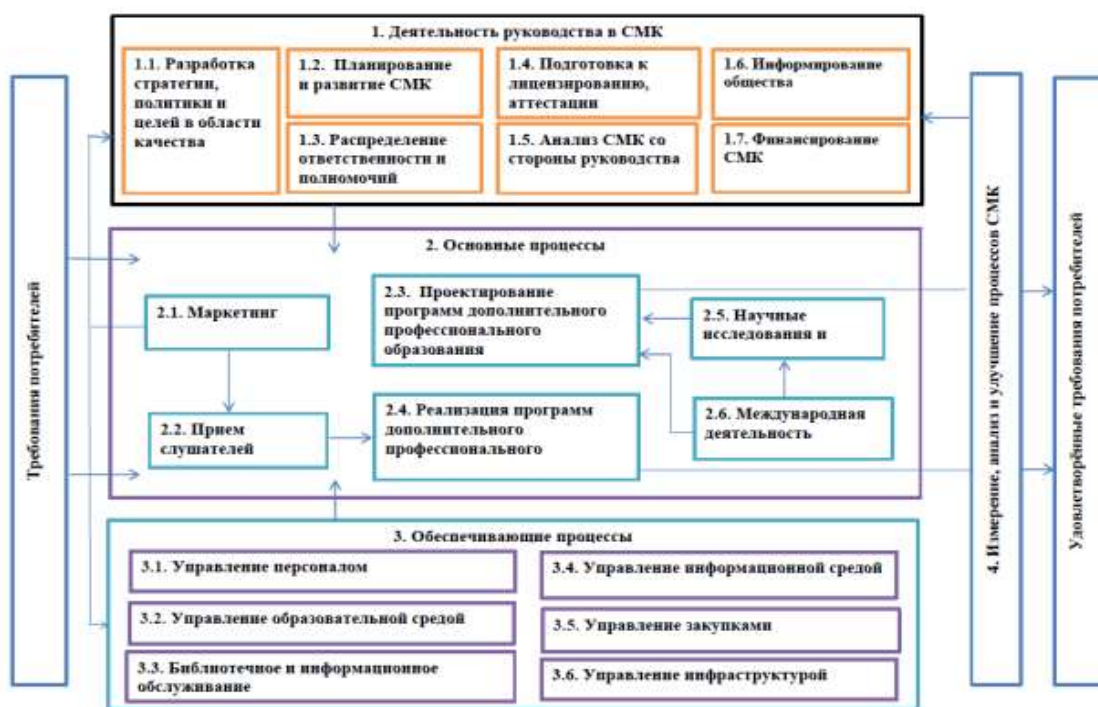 1. Деятельность руководства в СМК
1.1. Разработка
стратегии,
политики и
целей в области
качества
1.2. Планирование
и развитие СМК
1.3. Распределение
ответственности и
полномочий
1.4. Подготовка к
лицензированию,
аттестации
1.5. Анализ СМК со
стороны руководства
1.6. Информирование
общества
1.7. Финансирование
СМК
Требования потребителей
2. Основные процессы
2.1. Маркетинг
2.2. Прием
слушателей
2.3. Проектирование
программ дополнительного
профессионального
образования
2.4. Реализация программ
дополнительного
профессионального
2.5. Научные
исследования и
2.6. Международная
деятельность
3. Обеспечивающие процессы
3.1. Управление персоналом
3.2. Управление образовательной средой
3.3. Библиотечное и информационное
обслуживание
3.4. Управление информационной средой
3.5. Управление закупками
3.6. Управление инфраструктурой
4. Измерение, анализ и улучшение процессов СМК
Удовлетворённые требования потребителей